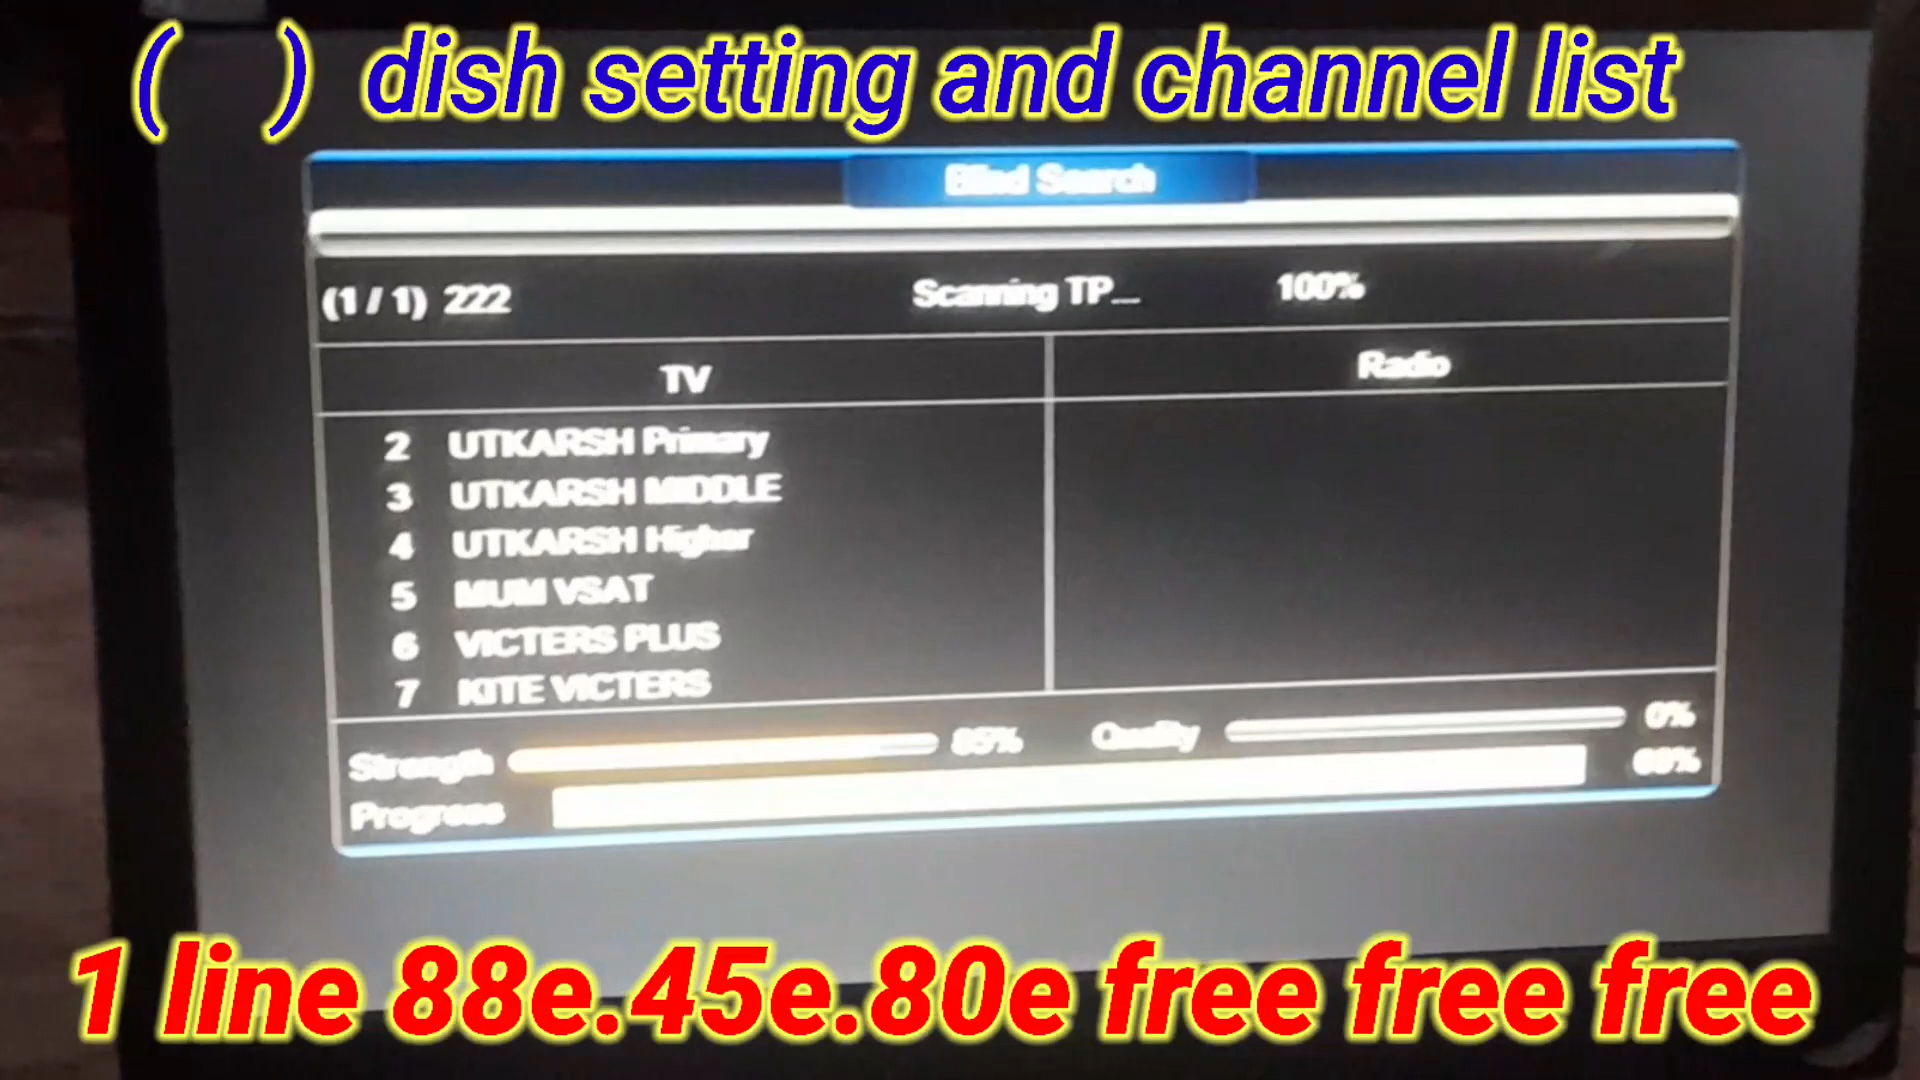 ( ) dish setting and channel list
Blind Search
(1 / 1) 222 Scanning TP... 100%
TV Radio
2 UTKARSH Primary
3 UTKARSH MIDDLE
4 UTKARSH Higher
5 MUM VSAT
6 VICTERS PLUS
7 KITE VICTERS
Strength 85% Quality 0%
Progress
1 line 88e.45e.80e free free free